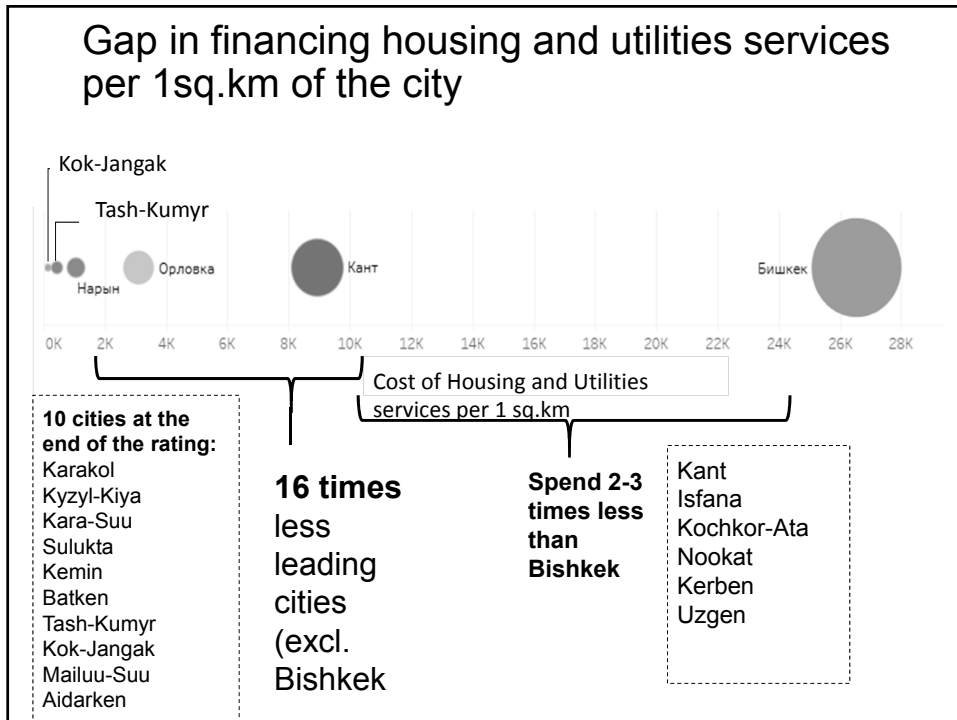 Gap in financing housing and utilities services
per 1sq.km of the city
Kok-Jangak
Tash-Kumyr
Нарын
Орловка
Кант
Бишкек
0K 2K 4K 6K 8K 10K 12K 14K 16K 18K 20K 22K 24K 26K 28K
Cost of Housing and Utilities
services per 1 sq.km
10 cities at the
end of the rating:
Karakol
Kyzyl-Kiya
Kara-Suu
Sulukta
Kemin
Batken
Tash-Kumyr
Kok-Jangak
Mailuu-Suu
Aidarken
16 times
less
leading
cities
(excl.
Bishkek
Spend 2-3
times less
than
Bishkek
Kant
Isfana
Kochkor-Ata
Nookat
Kerben
Uzgen